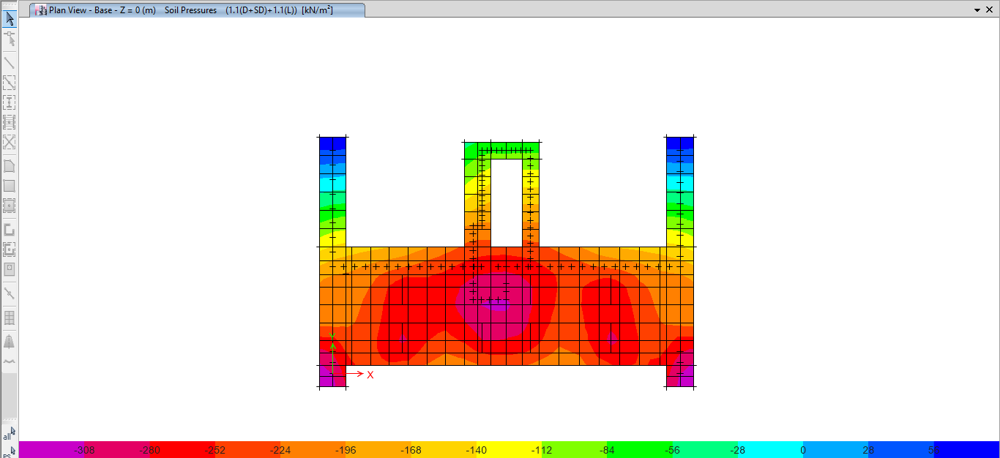 Plan View - Base - Z = 0 (m) Soil Pressures (1.1(D+SD)+1.1(L)) [kN/m²]
Y
X
all
-308 -280 -252 -224 -196 -168 -140 -112 -84 -56 -28 0 28